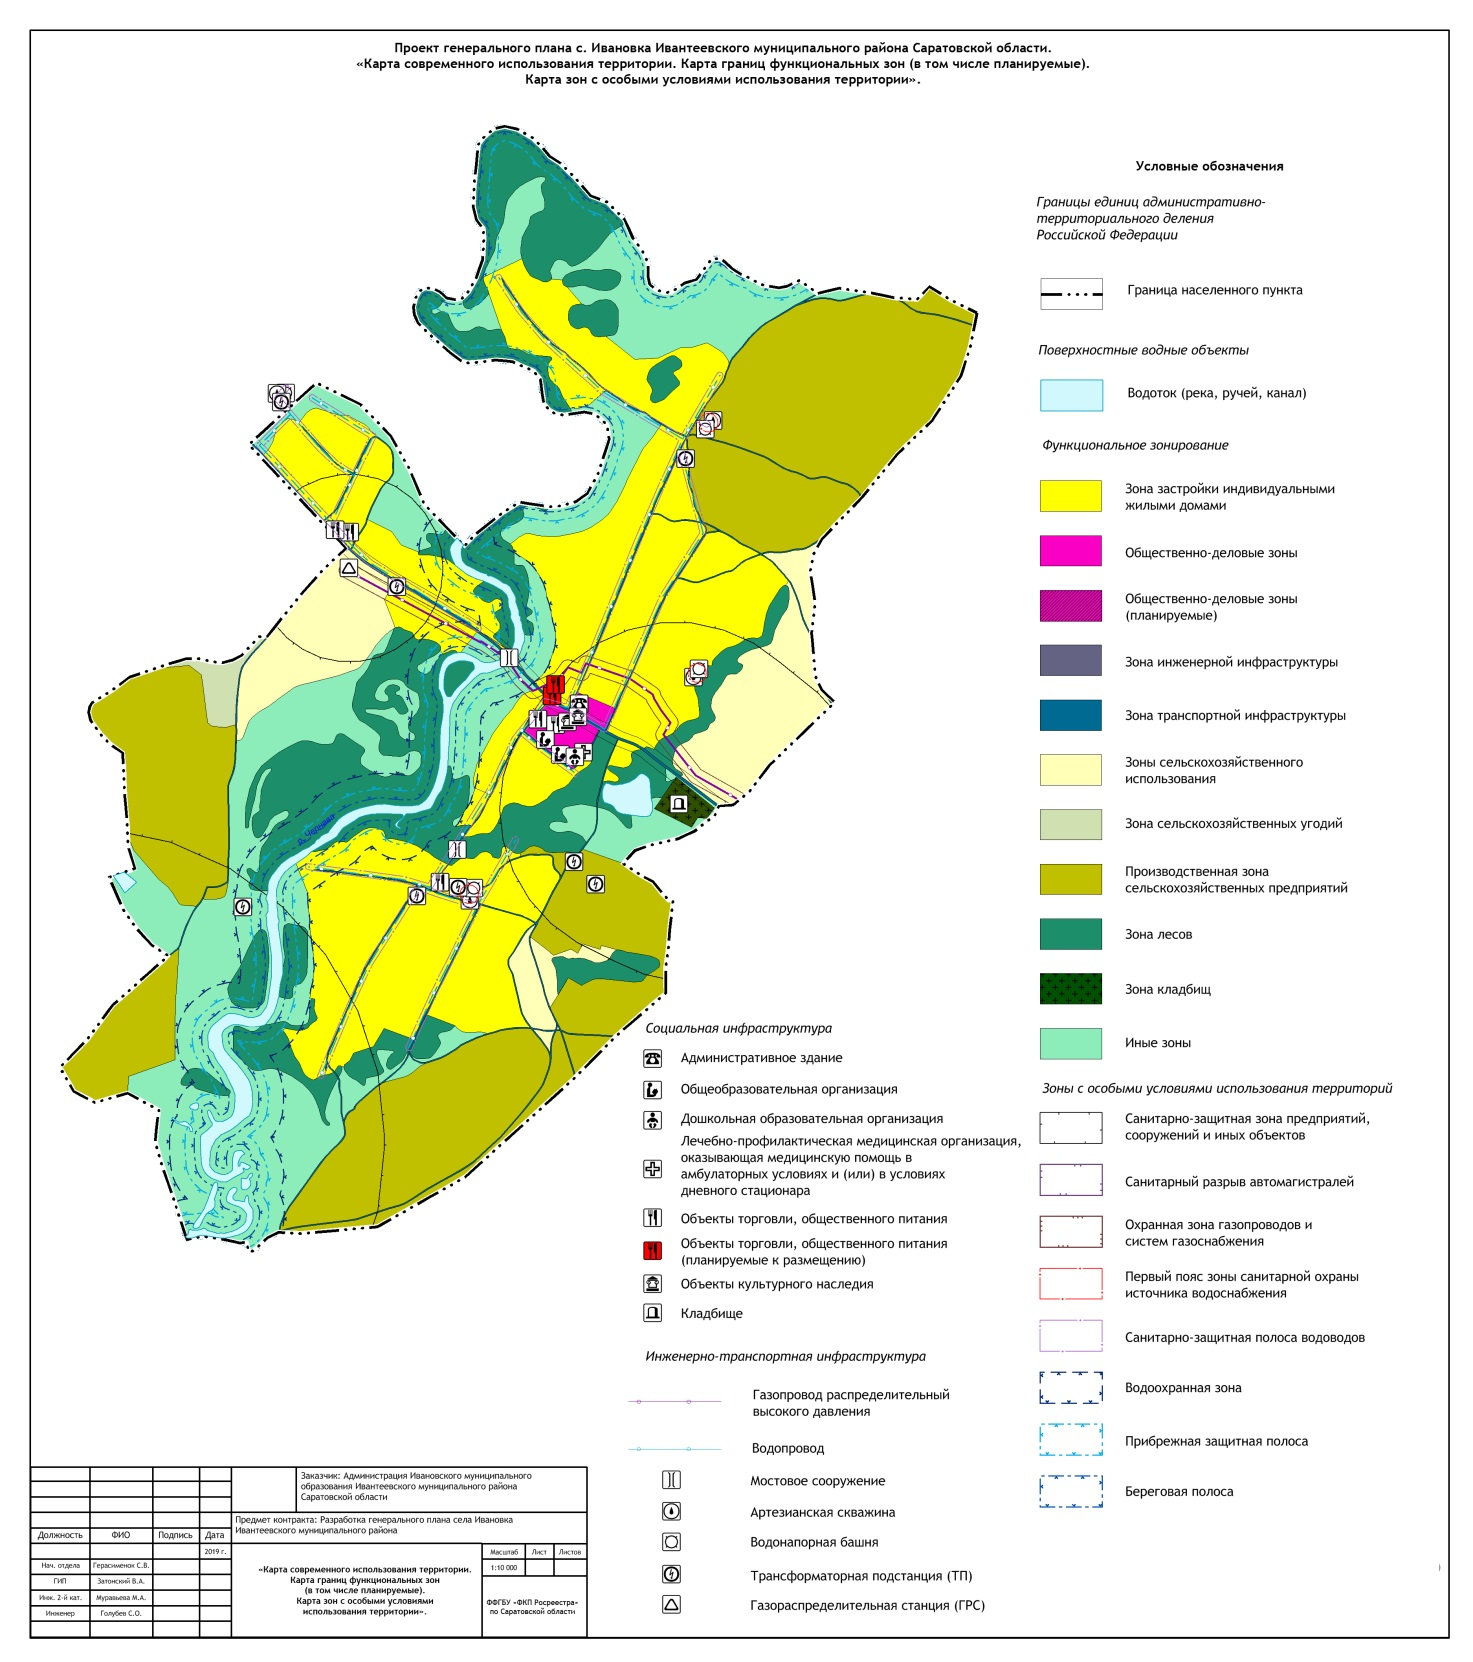 Проект генерального плана с. Ивановка Ивантеевского муниципального района Саратовской области.
«Карта современного использования территории. Карта границ функциональных зон (в том числе планируемые).
Карта зон с особыми условиями использования территории».
Условные обозначения
Границы единиц административно-
территориального деления
Российской Федерации
Граница населенного пункта
Поверхностные водные объекты
Водоток (река, ручей, канал)
Функциональное зонирование
Зона застройки индивидуальными
жилыми домами
Общественно-деловые зоны
Общественно-деловые зоны
(планируемые)
Зона инженерной инфраструктуры
Зона транспортной инфраструктуры
Зоны сельскохозяйственного
использования
Зона сельскохозяйственных угодий
Производственная зона
сельскохозяйственных предприятий
Зона лесов
Зона кладбищ
Иные зоны
Зоны с особыми условиями использования территорий
Санитарно-защитная зона предприятий,
сооружений и иных объектов
Санитарный разрыв автомагистралей
Охранная зона газопроводов и
систем газоснабжения
Первый пояс зоны санитарной охраны
источника водоснабжения
Санитарно-защитная полоса водоводов
Водоохранная зона
Прибрежная защитная полоса
Береговая полоса
Социальная инфраструктура
Административное здание
Общеобразовательная организация
Дошкольная образовательная организация
Лечебно-профилактическая медицинская организация,
оказывающая медицинскую помощь в
амбулаторных условиях и (или) в условиях
дневного стационара
Объекты торговли, общественного питания
Объекты торговли, общественного питания
(планируемые к размещению)
Объекты культурного наследия
Кладбище
Инженерно-транспортная инфраструктура
Газопровод распределительный
высокого давления
Водопровод
Мостовое сооружение
Артезианская скважина
Водонапорная башня
Трансформаторная подстанция (ТП)
Газораспределительная станция (ГРС)
Заказчик: Администрация Ивановского муниципального
образования Ивантеевского муниципального района
Саратовской области
Предмет контракта: Разработка генерального плана села Ивановка
Ивантеевского муниципального района
Должность ФИО Подпись Дата
2019 г.
Нач. отдела Герасименок С.В.
ГИП Затонский В.А.
Инж. 2-й кат. Муравьева М.А.
Инженер Голубев С.О.
«Карта современного использования территории.
Карта границ функциональных зон
(в том числе планируемые).
Карта зон с особыми условиями
использования территории».
Масштаб Лист Листов
1:10 000
ФФГБУ «ФКП Росреестра»
по Саратовской области